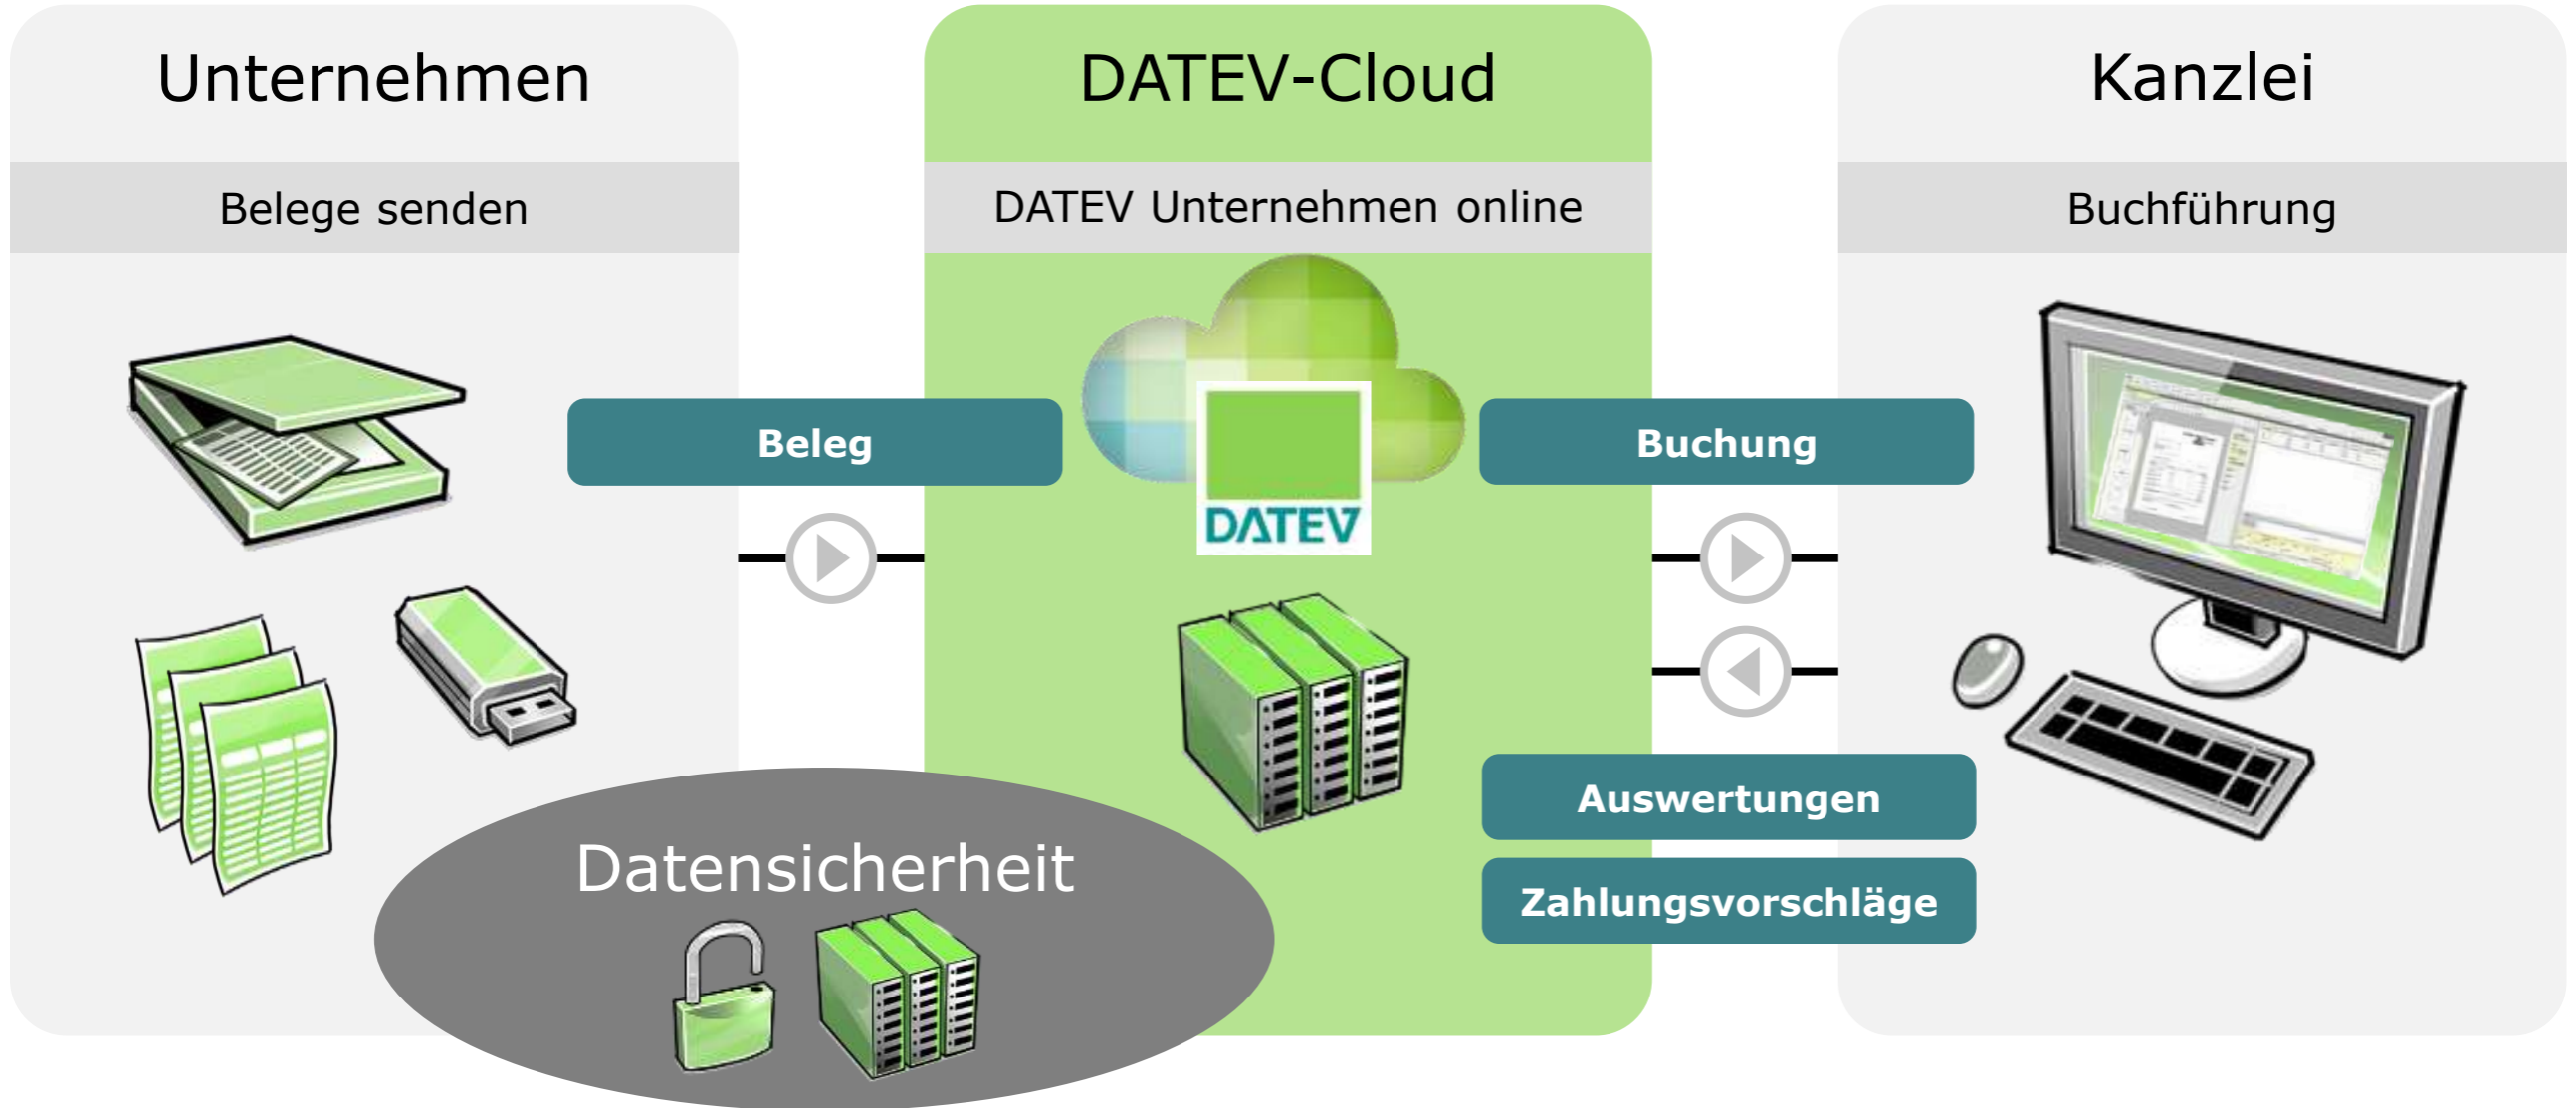 Unternehmen
Belege senden
Beleg
DATEV-Cloud
DATEV Unternehmen online
DATEV
Kanzlei
Buchführung
Buchung
Auswertungen
Zahlungsvorschläge
Datensicherheit